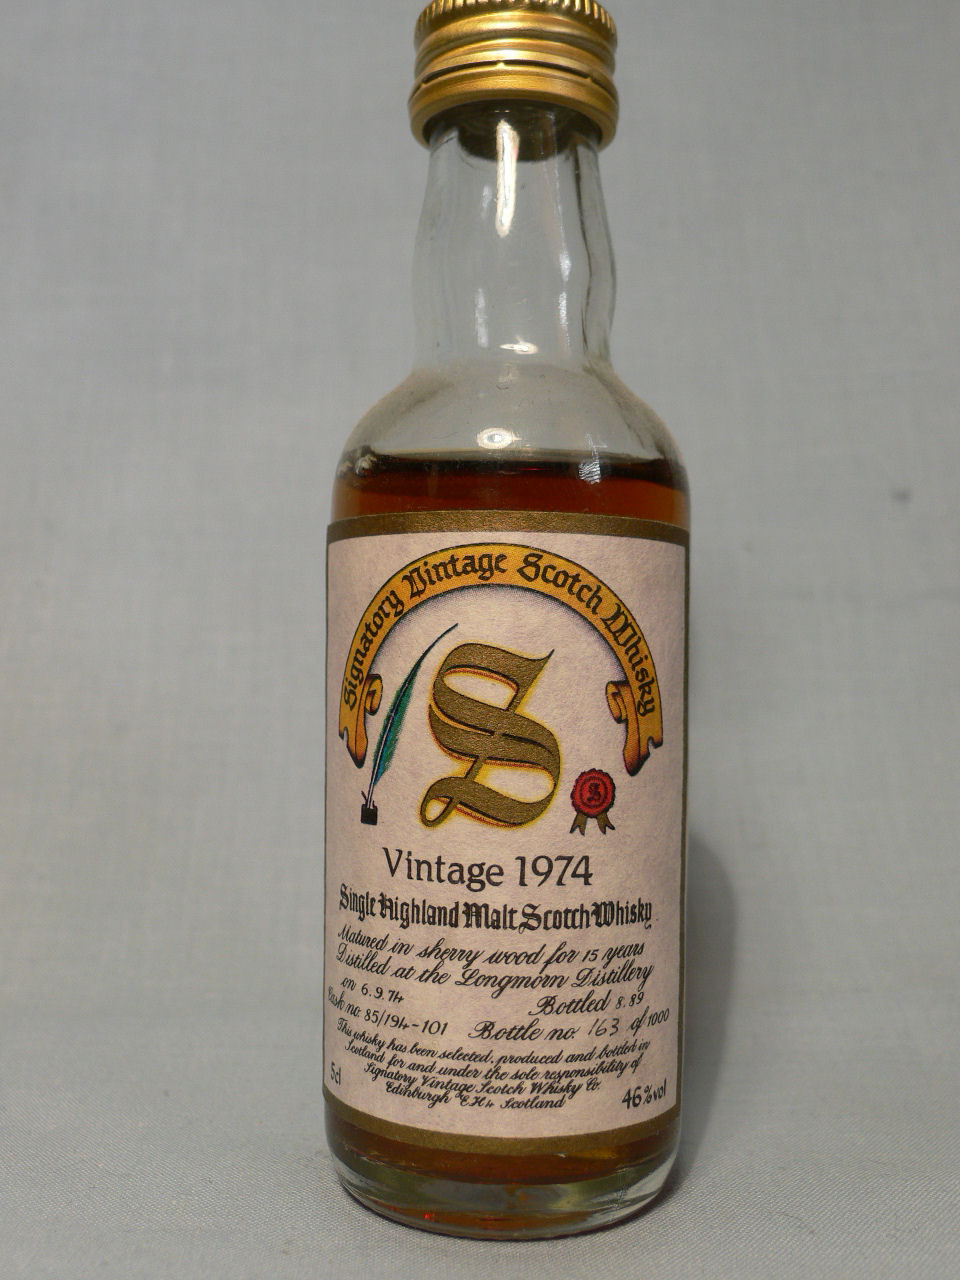 Signatory Vintage Scotch Whisky
S
S
Vintage 1974
Single Highland Malt Scotch Whisky
Matured in sherry wood for 15 years
Distilled at the Longmorn Distillery
on 6.9.74 Bottled 8.89
Cask no. 85/194-101 Bottle no. 163 of 1000
This whisky has been selected, produced and bottled in
Scotland for and under the sole responsibility of
Signatory Vintage Scotch Whisky Co.
Edinburgh EH4 Scotland
5cl 46%vol